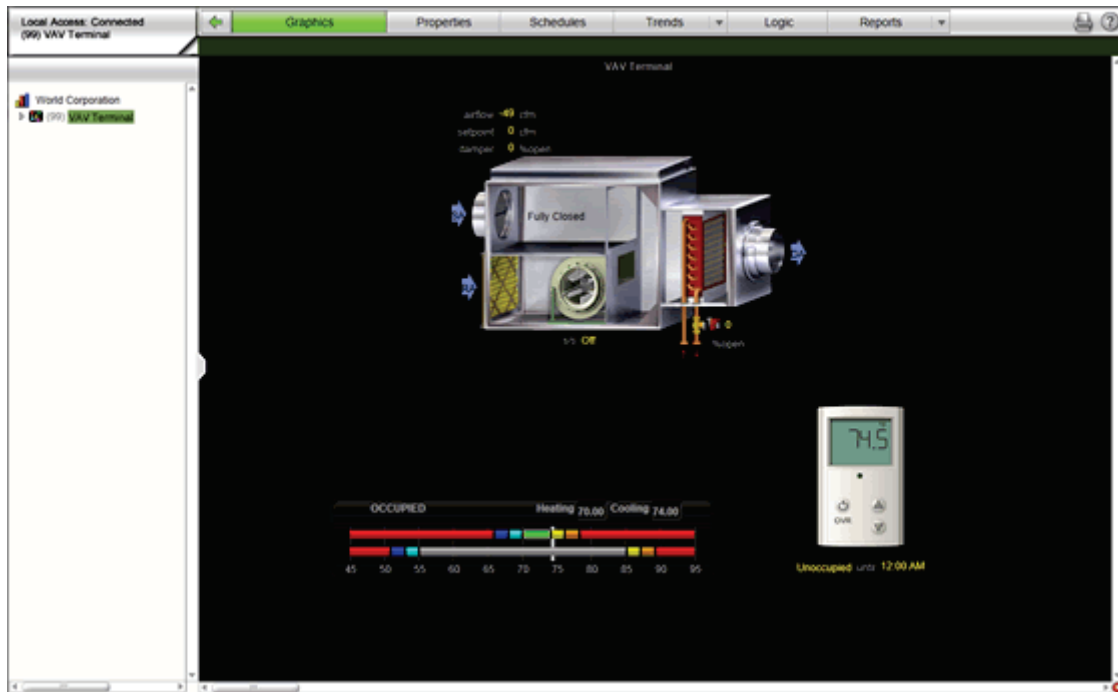 Local Access: Connected
(99) VAV Terminal
Graphics Properties Schedules Trends Logic Reports
World Corporation
(99) VAV Terminal
VAV Terminal
airflow -49 cfm
setpoint 0 cfm
damper 0 %open
SA
Fully Closed
RA
s/s Off
0
%open
74.5
OVR
OCCUPIED Heating 70.00 Cooling 74.00
45 50 55 60 65 70 75 80 85 90 95
Unoccupied until 12:00 AM